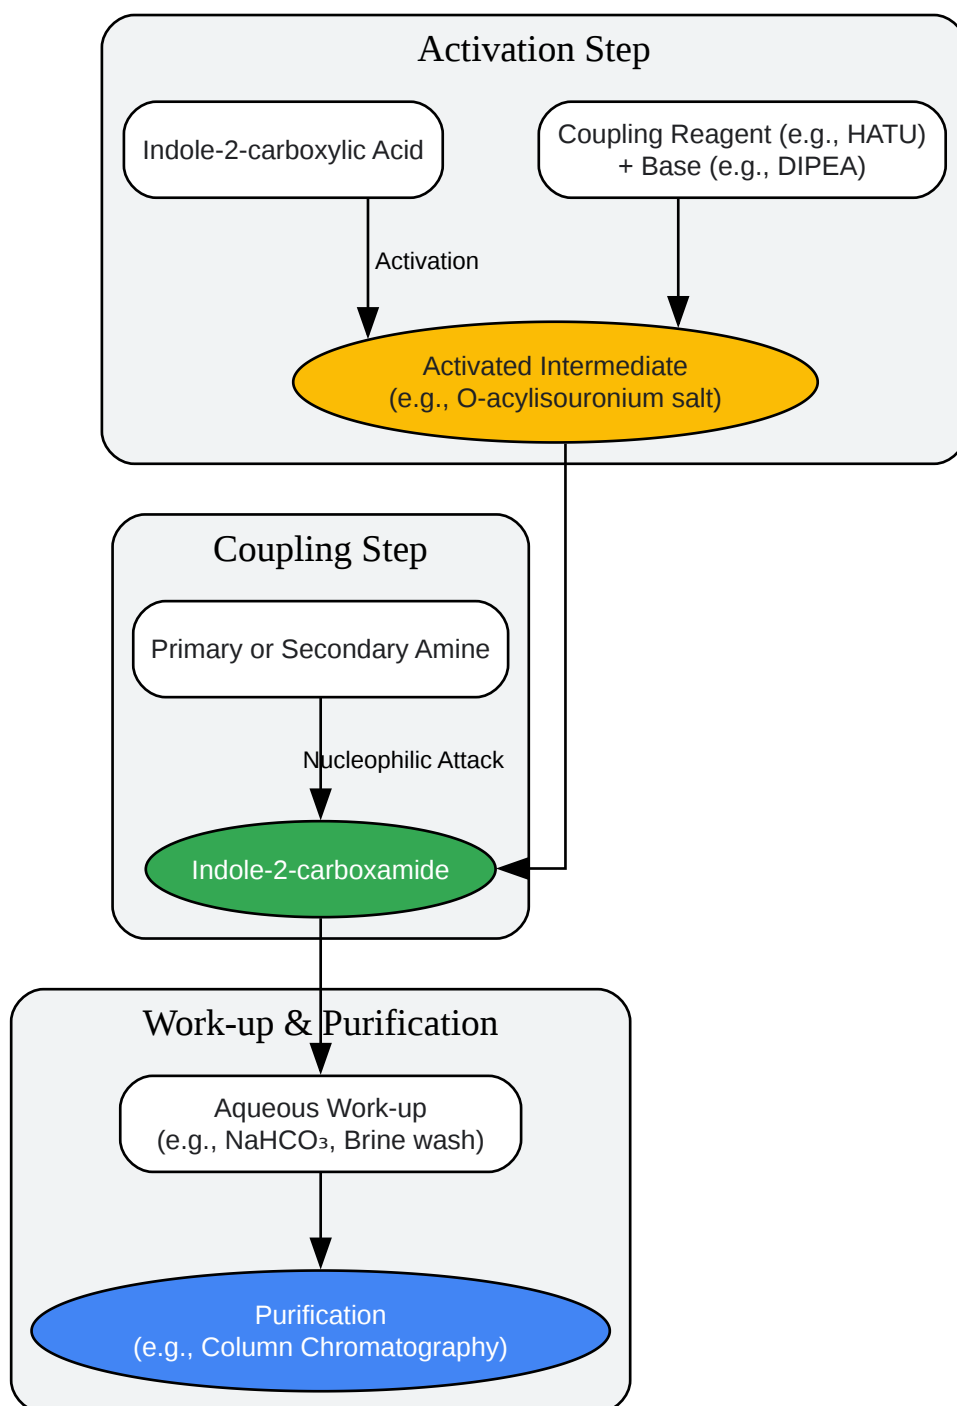 Activation Step
Indole-2-carboxylic Acid
Coupling Reagent (e.g., HATU)
+ Base (e.g., DIPEA)
Activation
Activated Intermediate
(e.g., O-acylisouronium salt)
Coupling Step
Primary or Secondary Amine
Nucleophilic Attack
Indole-2-carboxamide
Work-up & Purification
Aqueous Work-up
(e.g., NaHCO₃, Brine wash)
Purification
(e.g., Column Chromatography)